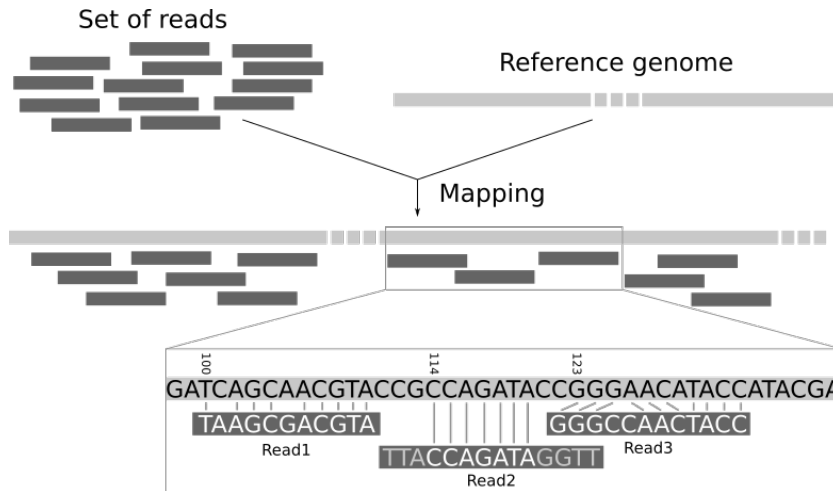 Set of reads
Reference genome
Mapping
100
114
123
GATCAGCAACGTACCGCCAGATACCGGGAACATACCATACGA
TAAGCGACGTA
Read1
TTACCAGATAGGTT
Read2
GGGCCAACTACC
Read3